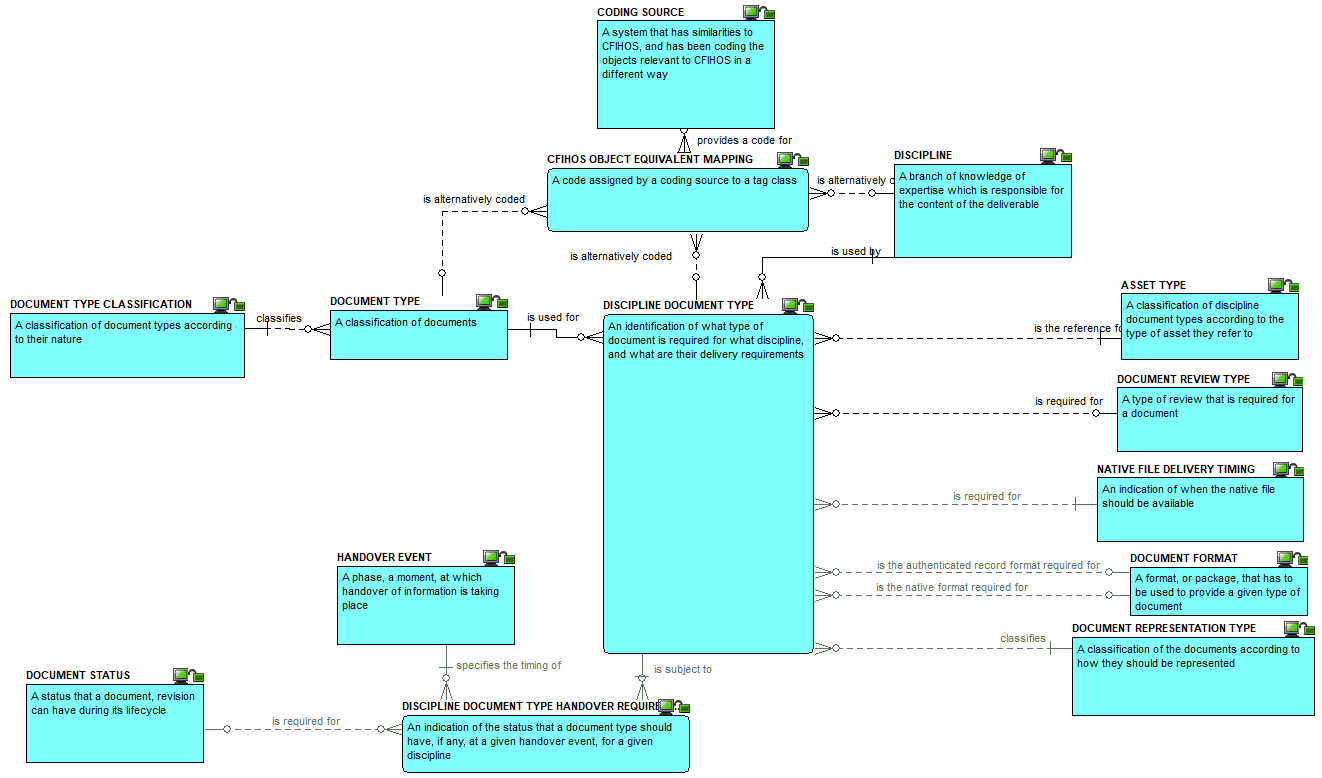 CODING SOURCE
A system that has similarities to
CFIHOS, and has been coding the
objects relevant to CFIHOS in a
different way
provides a code for
CFIHOS OBJECT EQUIVALENT MAPPING
A code assigned by a coding source to a tag class
is alternatively c
DISCIPLINE
A branch of knowledge of
expertise which is responsible for
the content of the deliverable
is alternatively coded
is alternatively coded
is used by
DOCUMENT TYPE CLASSIFICATION
A classification of document types according
to their nature
classifies
DOCUMENT TYPE
A classification of documents
is used for
DISCIPLINE DOCUMENT TYPE
An identification of what type of
document is required for what discipline,
and what are their delivery requirements
ASSET TYPE
A classification of discipline
document types according to the
type of asset they refer to
is the reference fo
DOCUMENT REVIEW TYPE
A type of review that is required for
a document
is required for
NATIVE FILE DELIVERY TIMING
An indication of when the native file
should be available
is required for
DOCUMENT FORMAT
A format, or package, that has to
be used to provide a given type of
document
is the authenticated record format required for
is the native format required for
DOCUMENT REPRESENTATION TYPE
A classification of the documents according to
how they should be represented
classifies
HANDOVER EVENT
A phase, a moment, at which
handover of information is taking
place
specifies the timing of
is subject to
DOCUMENT STATUS
A status that a document, revision
can have during its lifecycle
is required for
DISCIPLINE DOCUMENT TYPE HANDOVER REQUIRE
An indication of the status that a document type should
have, if any, at a given handover event, for a given
discipline